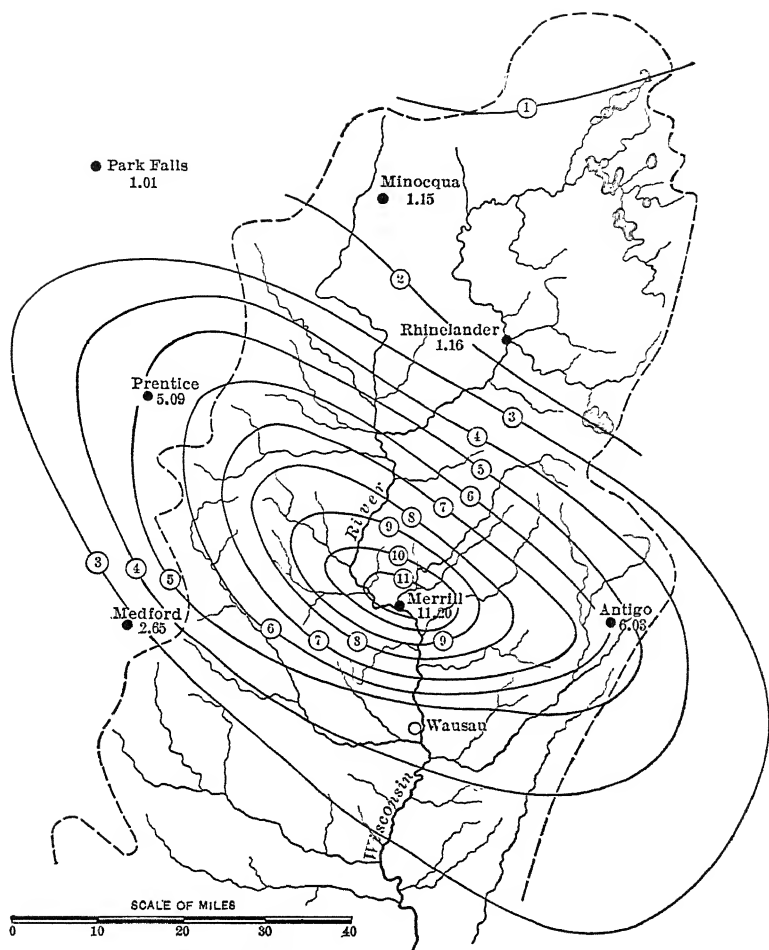 1
Park Falls
1.01
Minocqua
1.15
2
Rhinelander
1.16
Prentice
5.09
3
4
5
6
7
8
9
River
10
11
3
4
5
Merrill
11.20
Medford
2.65
Antigo
6.03
6
7
8
9
Wausau
Wisconsin
SCALE OF MILES
0 10 20 30 40